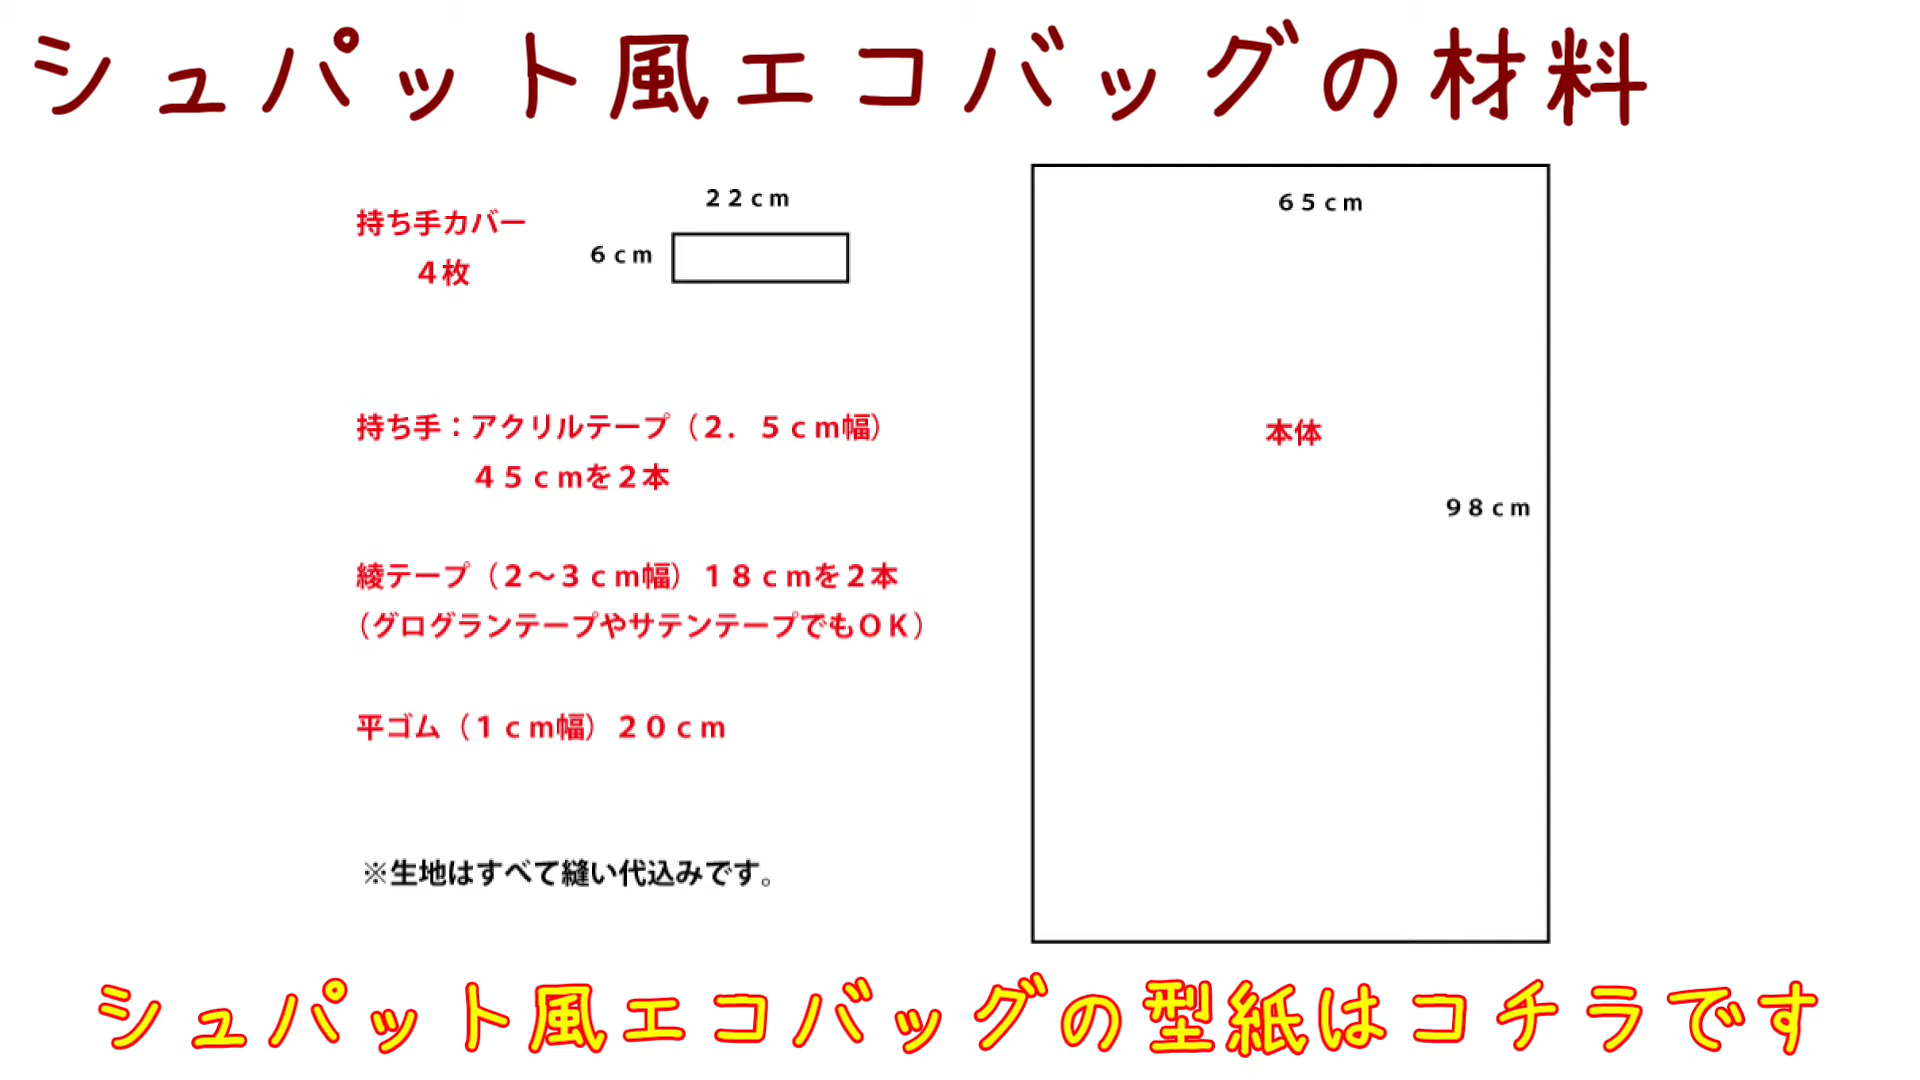 シュパット風エコバッグの材料
持ち手カバー
４枚
２２ｃｍ
６ｃｍ
持ち手：アクリルテープ（２．５ｃｍ幅）
４５ｃｍを２本
綾テープ（２～３ｃｍ幅）１８ｃｍを２本
（グログランテープやサテンテープでもＯＫ）
平ゴム（１ｃｍ幅）２０ｃｍ
※生地はすべて縫い代込みです。
６５ｃｍ
本体
９８ｃｍ
シュパット風エコバッグの型紙はコチラです